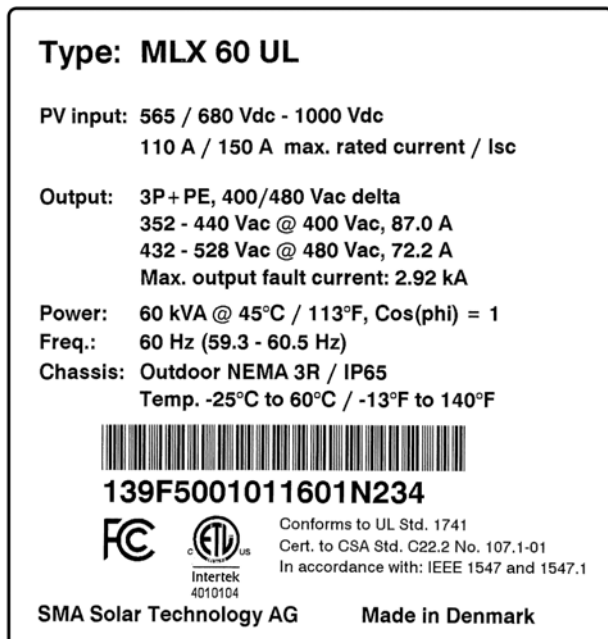 Type: MLX 60 UL
PV input: 565 / 680 Vdc - 1000 Vdc
110 A / 150 A max. rated current / Isc
Output: 3P+PE, 400/480 Vac delta
352 - 440 Vac @ 400 Vac, 87.0 A
432 - 528 Vac @ 480 Vac, 72.2 A
Max. output fault current: 2.92 kA
Power: 60 kVA @ 45°C / 113°F, Cos(phi) = 1
Freq.: 60 Hz (59.3 - 60.5 Hz)
Chassis: Outdoor NEMA 3R / IP65
Temp. -25°C to 60°C / -13°F to 140°F
139F5001011601N234
FC
C ETL US
LISTED
Intertek
4010104
Conforms to UL Std. 1741
Cert. to CSA Std. C22.2 No. 107.1-01
In accordance with: IEEE 1547 and 1547.1
SMA Solar Technology AG Made in Denmark